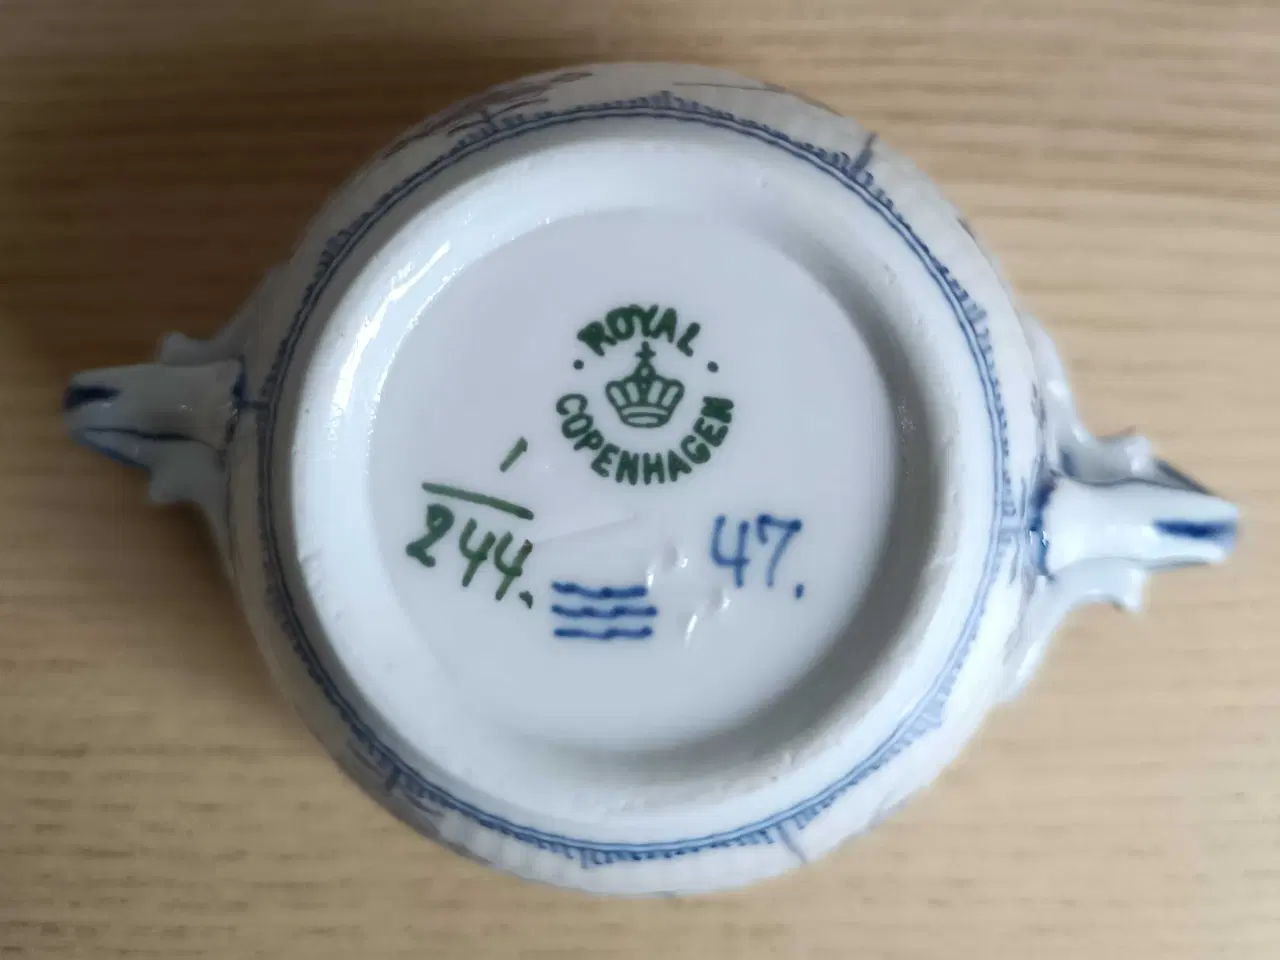 ROYAL
COPENHAGEN
1
244.
47.